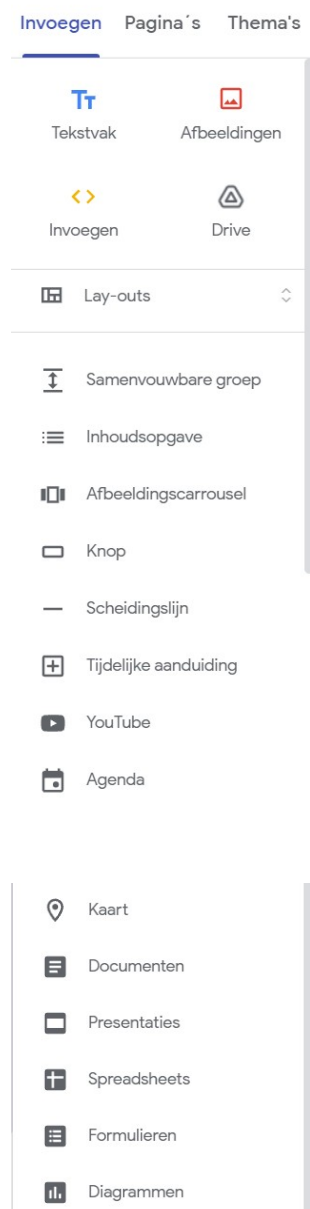 Invoegen Pagina´s Thema's
Tekstvak Afbeeldingen
Invoegen Drive
Lay-outs
Samenvouwbare groep
Inhoudsopgave
Afbeeldingscarrousel
Knop
Scheidingslijn
Tijdelijke aanduiding
YouTube
Agenda
Kaart
Documenten
Presentaties
Spreadsheets
Formulieren
Diagrammen